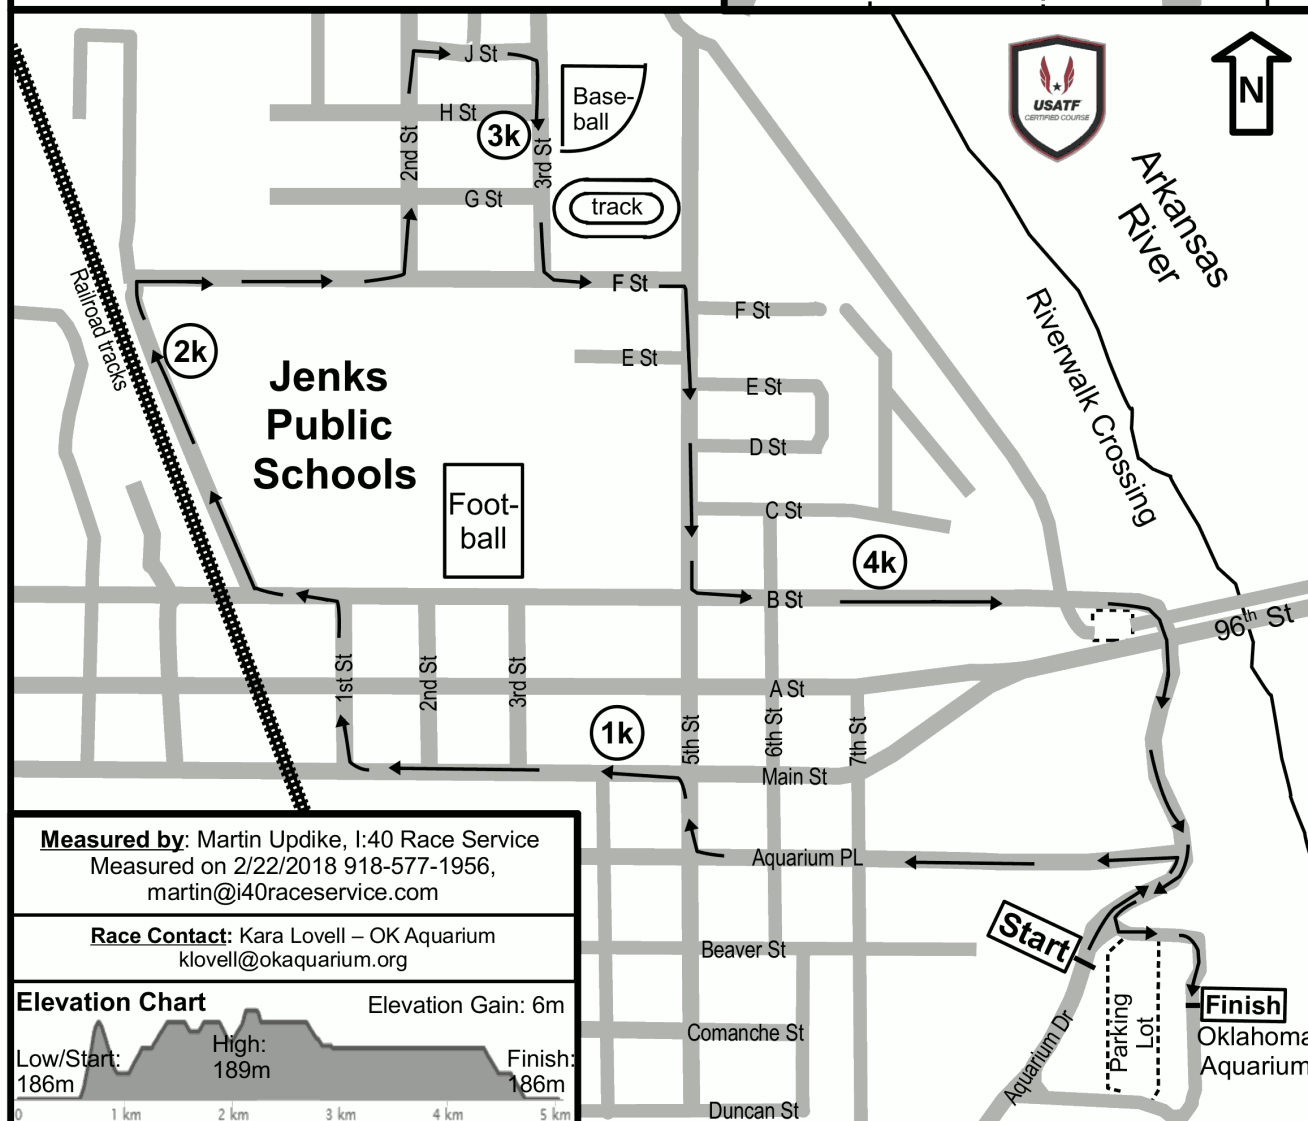 J St
H St
3k
Base-
ball
2nd St
3rd St
G St
track
F St
F St
E St
E St
D St
C St
B St
A St
2k
Railroad tracks
Jenks
Public
Schools
Foot-
ball
4k
USATF
CERTIFIED COURSE
N
Arkansas
River
Riverwalk Crossing
96th St
1st St
2nd St
3rd St
1k
5th St
6th St
7th St
Main St
Aquarium PL
Beaver St
Comanche St
Duncan St
Start
Finish
Oklahoma
Aquarium
Parking
Lot
Aquarium Dr
Measured by: Martin Updike, I:40 Race Service
Measured on 2/22/2018 918-577-1956,
martin@i40raceservice.com
Race Contact: Kara Lovell – OK Aquarium
klovell@okaquarium.org
Elevation Chart
Elevation Gain: 6m
Low/Start:
186m
High:
189m
Finish:
186m
0 1 km 2 km 3 km 4 km 5 km